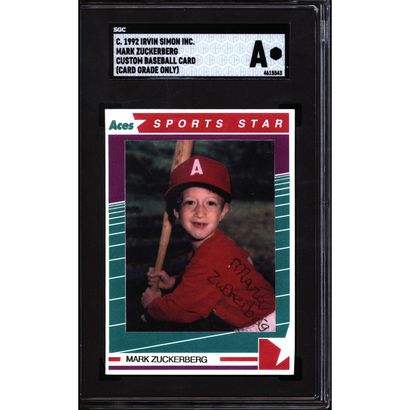 SGC
C. 1992 IRVIN SIMON INC.
MARK ZUCKERBERG
CUSTOM BASEBALL CARD
(CARD GRADE ONLY)
A
4615563
Aces SPORTS STAR
A
Mark
Zuckerberg
MARK ZUCKERBERG